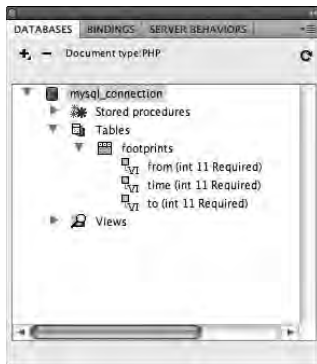 DATABASES BINDINGS SERVER BEHAVIORS
Document type:PHP
mysql_connection
Stored procedures
Tables
footprints
from (int 11 Required)
time (int 11 Required)
to (int 11 Required)
Views